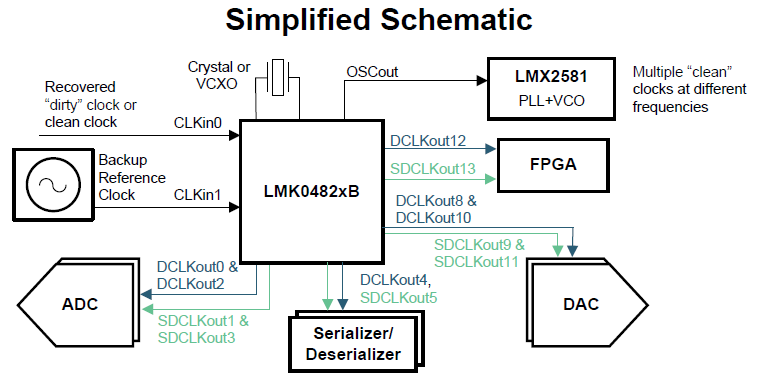 Simplified Schematic
Crystal or
VCXO
OSCout
LMX2581
PLL+VCO
Multiple “clean”
clocks at different
frequencies
Recovered
“dirty” clock or
clean clock
CLKin0
Backup
Reference
Clock
CLKin1
LMK0482xB
DCLKout12
SDCLKout13
FPGA
DCLKout8 &
DCLKout10
SDCLKout9 &
SDCLKout11
DAC
DCLKout0 &
DCLKout2
ADC
SDCLKout1 &
SDCLKout3
DCLKout4,
SDCLKout5
Serializer/
Deserializer